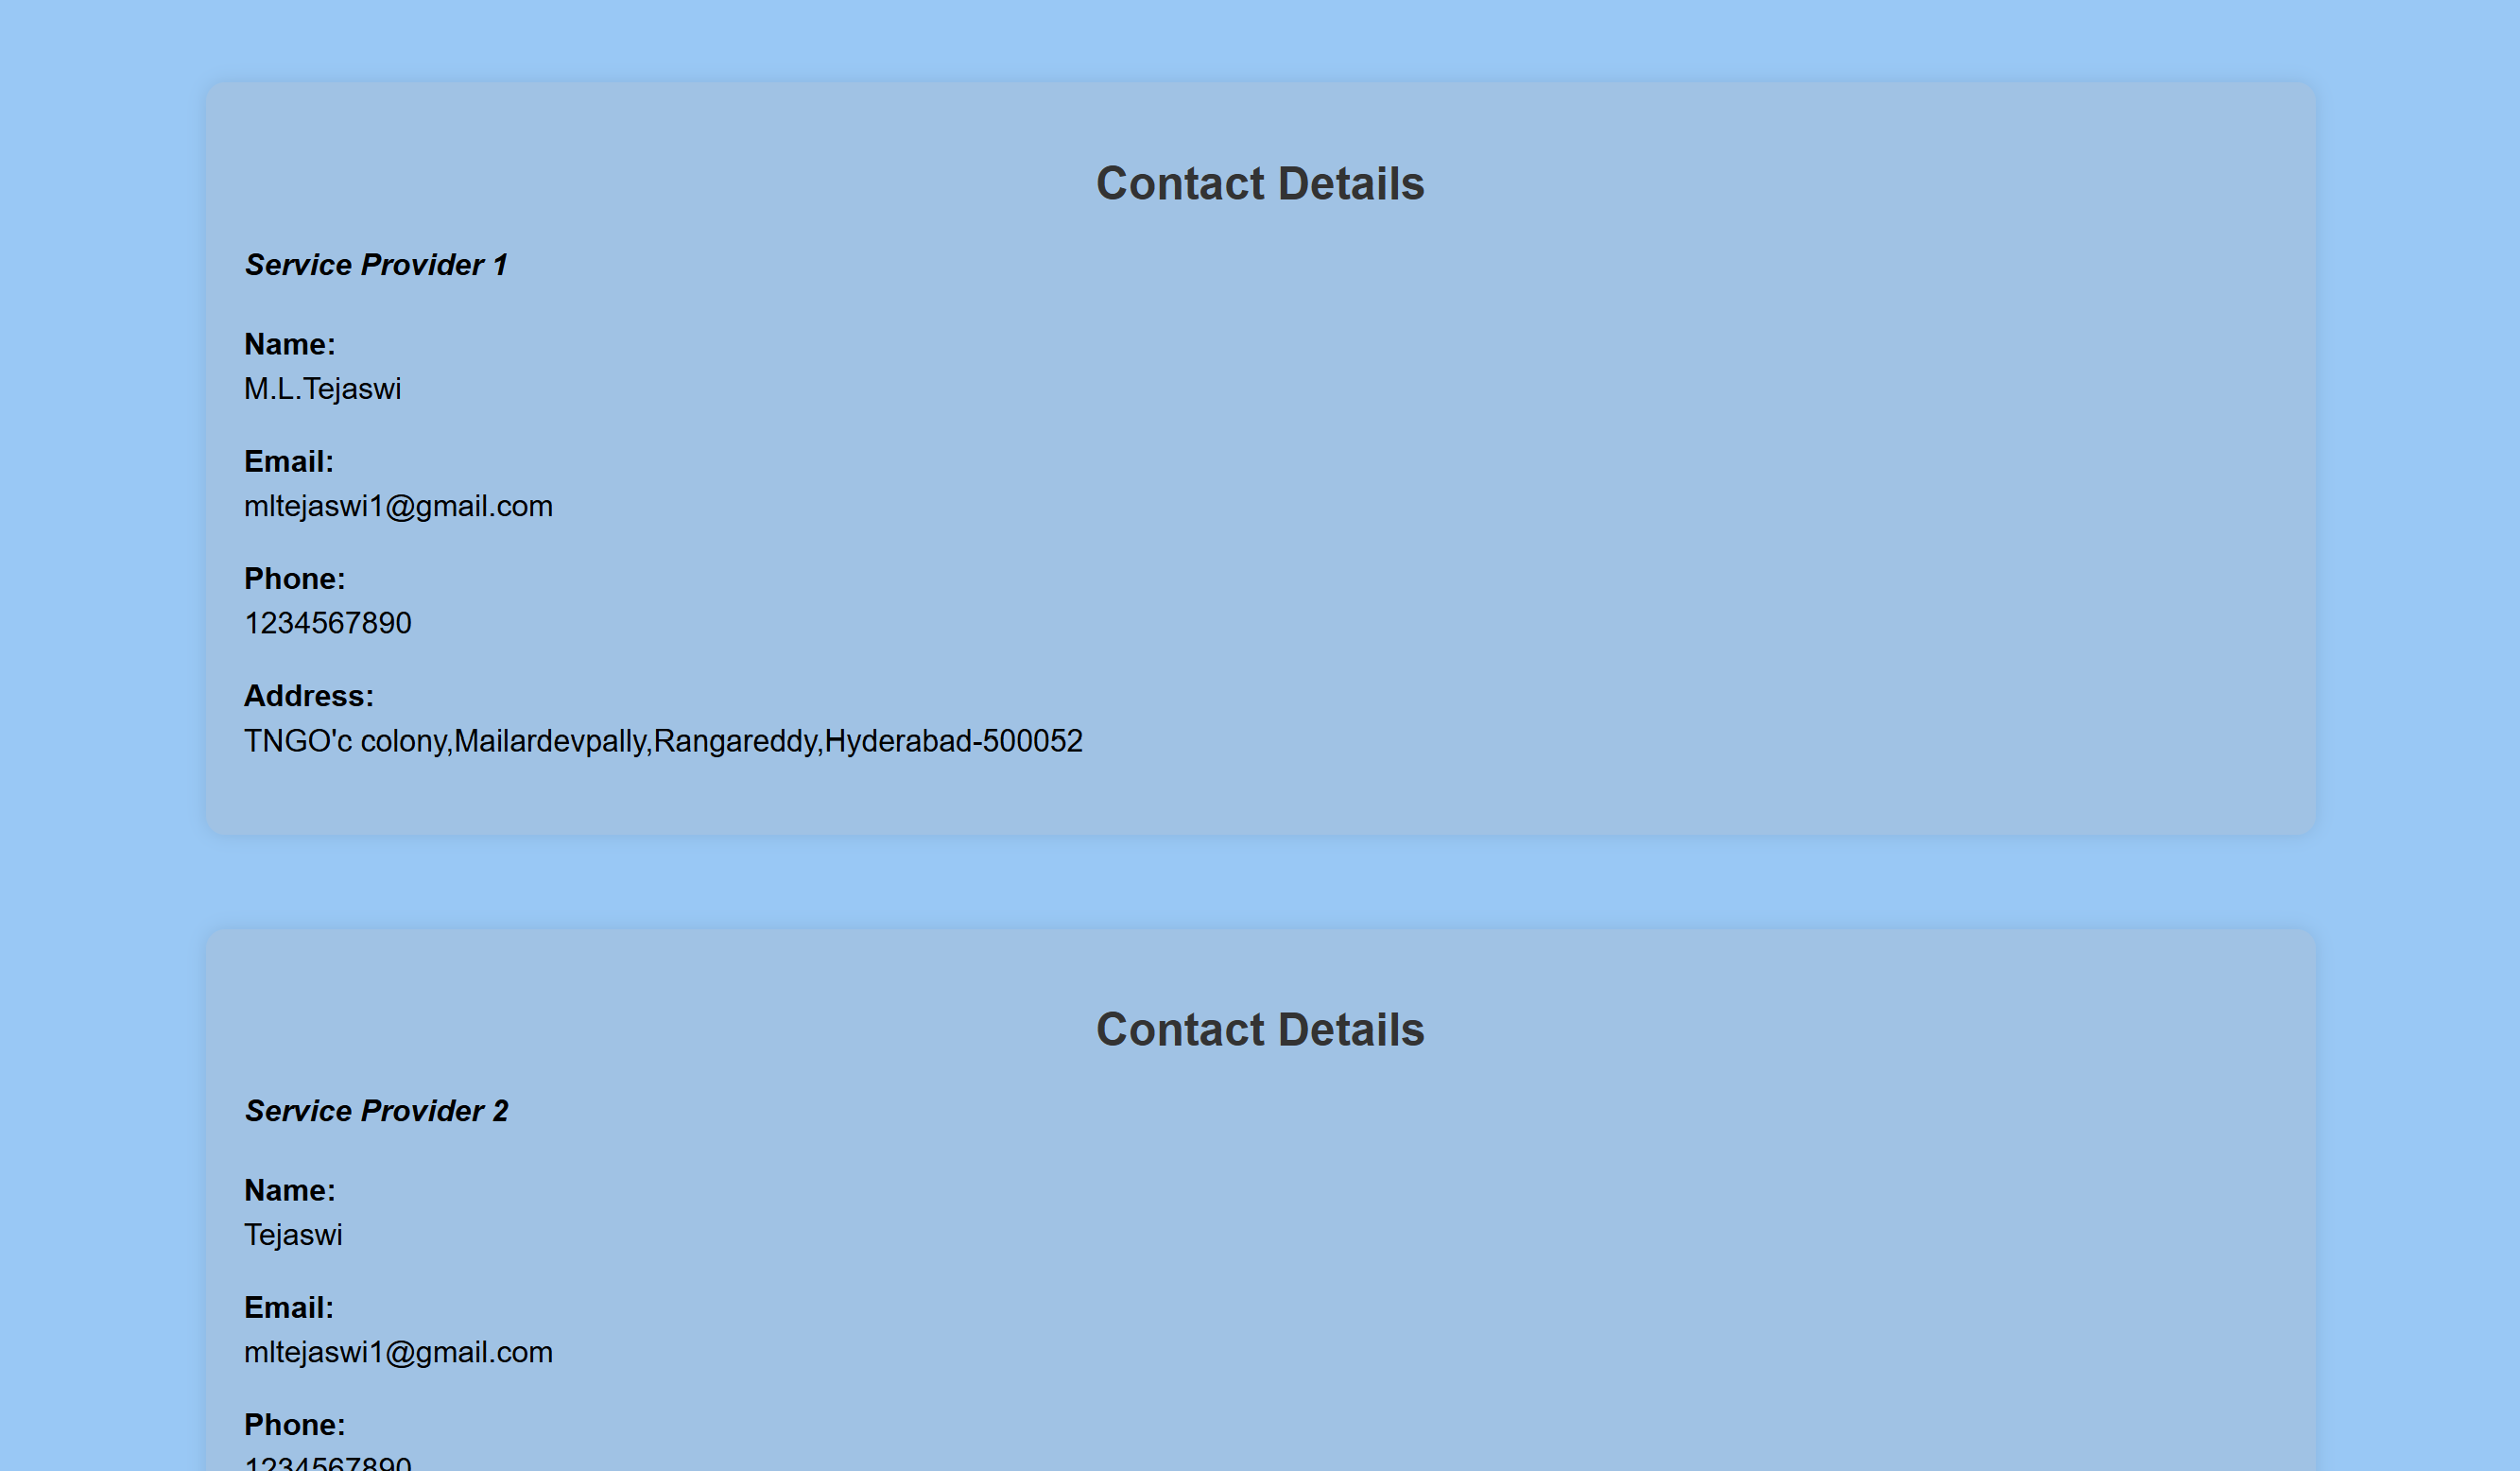 Contact Details
Service Provider 1
Name:
M.L.Tejaswi
Email:
mltejaswi1@gmail.com
Phone:
1234567890
Address:
TNGO'c colony,Mailardevpally,Rangareddy,Hyderabad-500052
Contact Details
Service Provider 2
Name:
Tejaswi
Email:
mltejaswi1@gmail.com
Phone:
1234567890